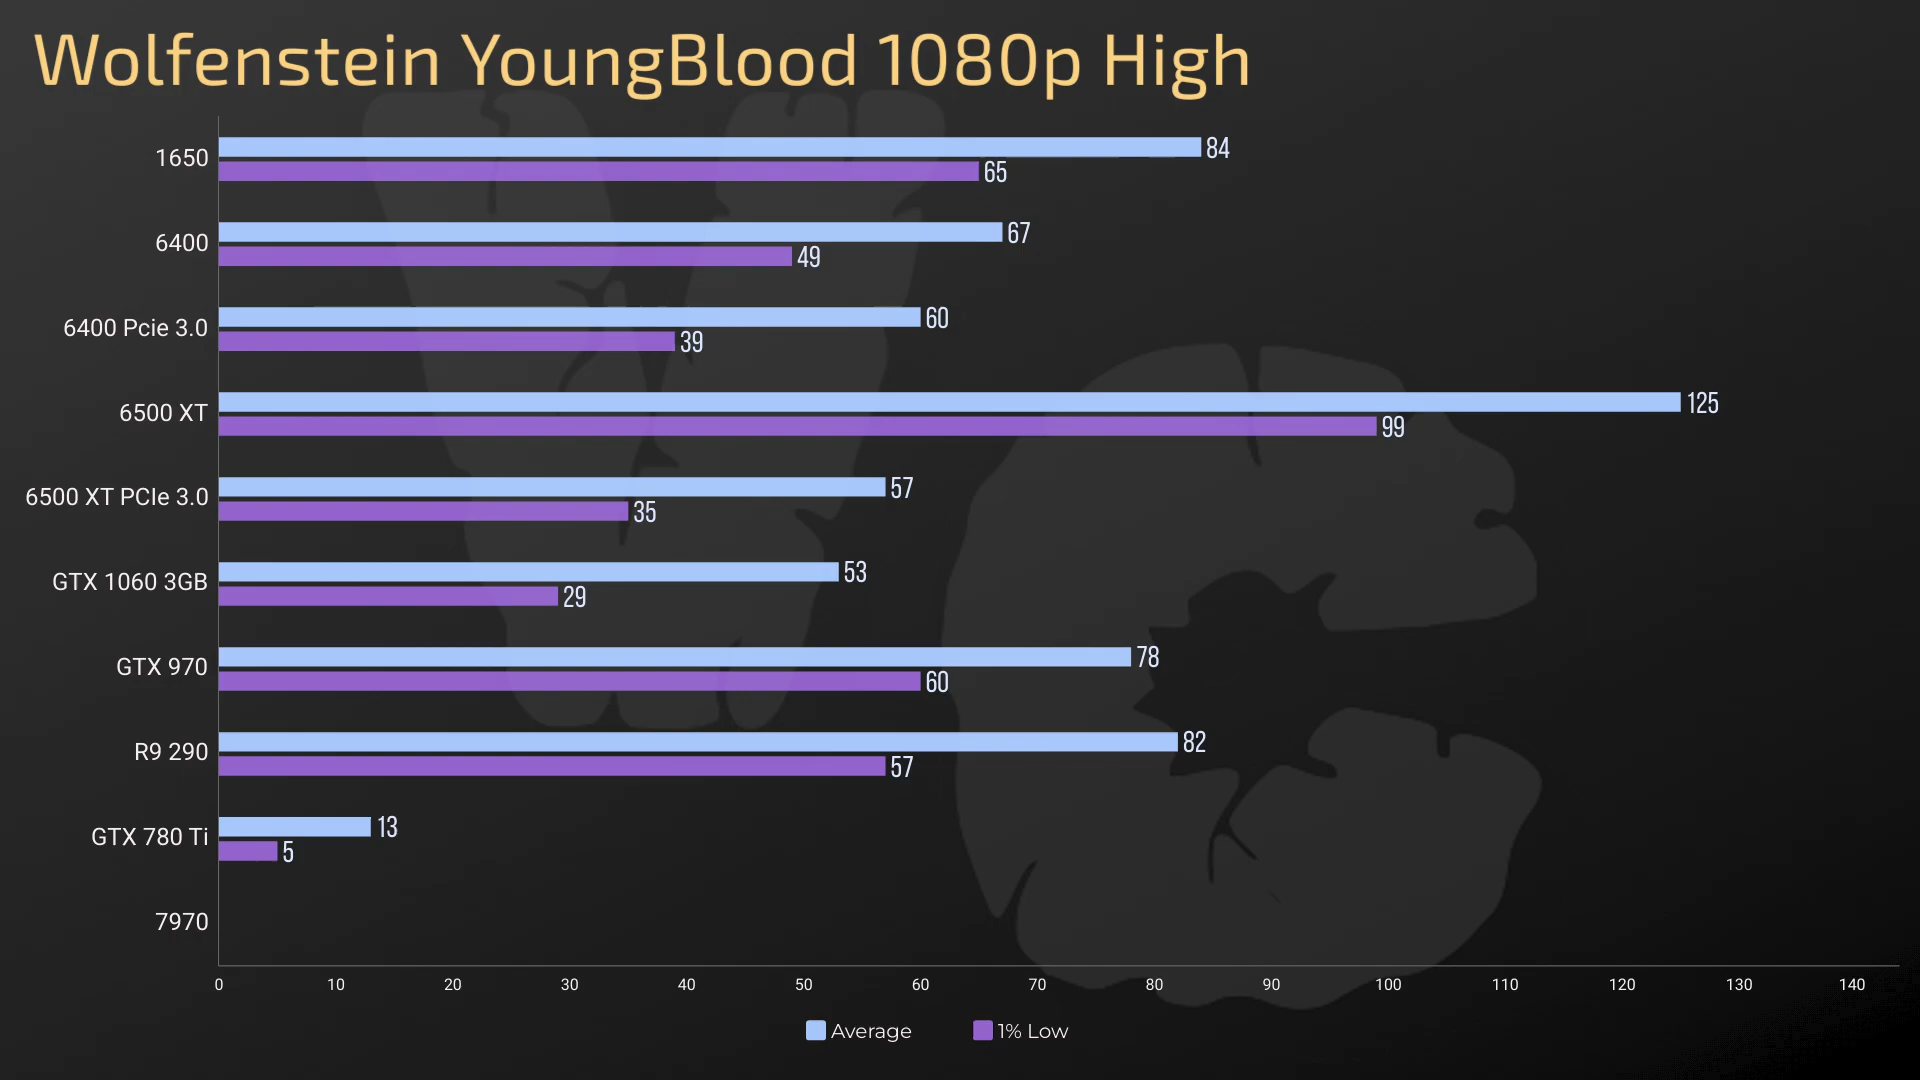 Wolfenstein YoungBlood 1080p High
1650
84
65
6400
67
49
6400 Pcie 3.0
60
39
6500 XT
125
99
6500 XT PCIe 3.0
57
35
GTX 1060 3GB
53
29
GTX 970
78
60
R9 290
82
57
GTX 780 Ti
13
5
7970
0 10 20 30 40 50 60 70 80 90 100 110 120 130 140
Average 1% Low